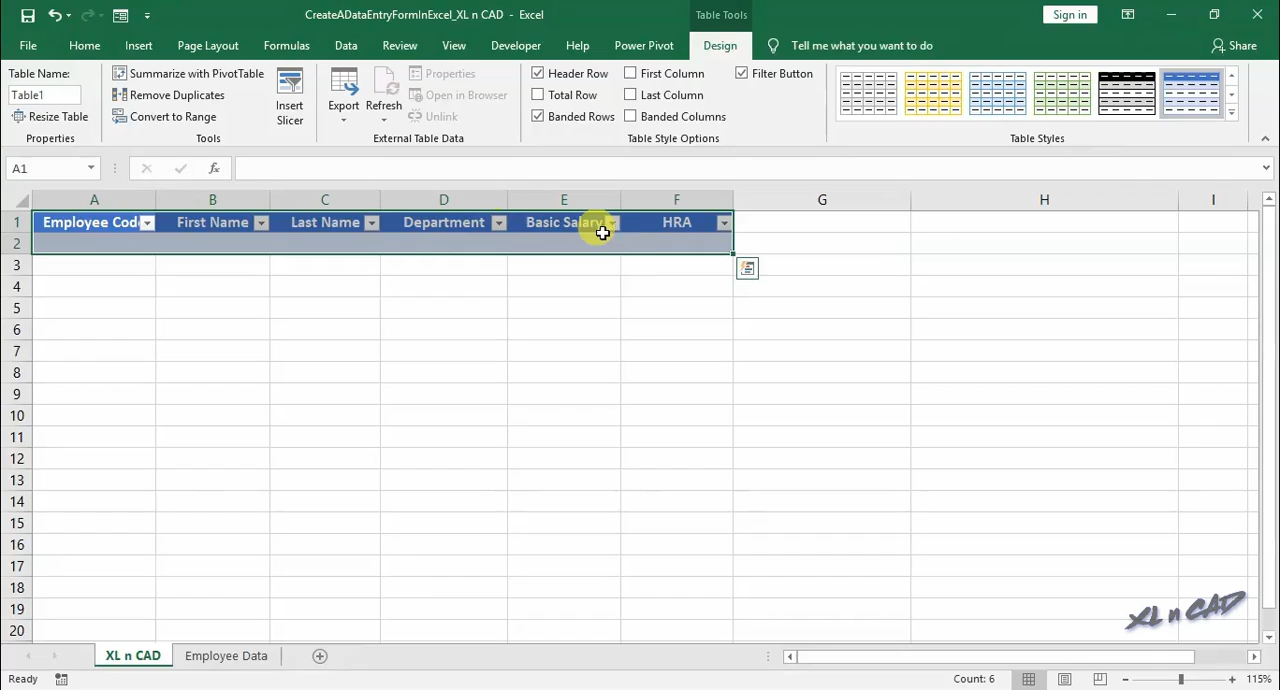 CreateADataEntryFormInExcel_XL n CAD - Excel
Table Tools
Sign in
File Home Insert Page Layout Formulas Data Review View Developer Help Power Pivot Design Tell me what you want to do Share
Table Name:
Table1
Resize Table
Properties
Summarize with PivotTable
Remove Duplicates
Convert to Range
Insert
Slicer
Tools
Export
Refresh
Properties
Open in Browser
Unlink
External Table Data
Header Row First Column Filter Button
Total Row Last Column
Banded Rows Banded Columns
Table Style Options
Table Styles
A1
fx
A B C D E F G H I
1 Employee Cod First Name Last Name Department Basic Salary HRA
2
3
4
5
6
7
8
9
10
11
12
13
14
15
16
17
18
19
20
XL n CAD
XL n CAD Employee Data
Ready
Count: 6
115%